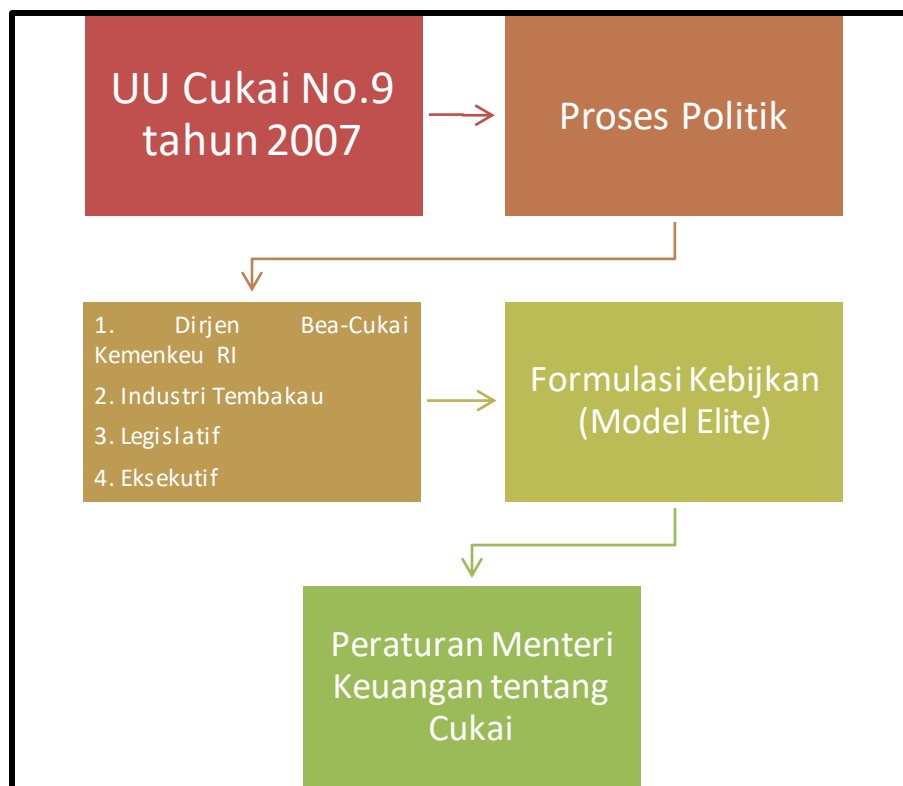 UU Cukai No.9
tahun 2007
Proses Politik
1. Dirjen Bea-Cukai
Kemenkeu RI
2. Industri Tembakau
3. Legislatif
4. Eksekutif
Formulasi Kebijkan
(Model Elite)
Peraturan Menteri
Keuangan tentang
Cukai